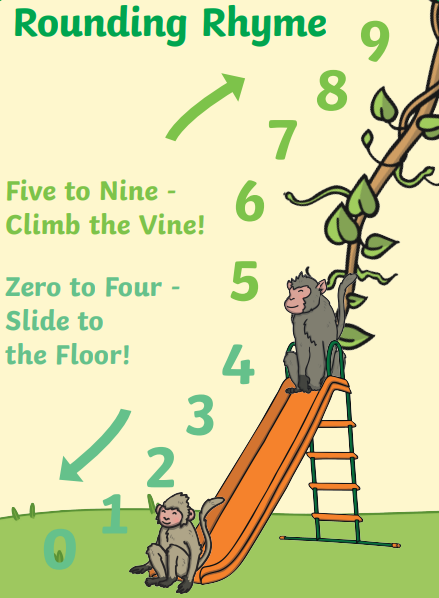 Rounding Rhyme
9
8
7
Five to Nine -
Climb the Vine!
6
Zero to Four -
Slide to
the Floor!
5
4
3
2
1
0